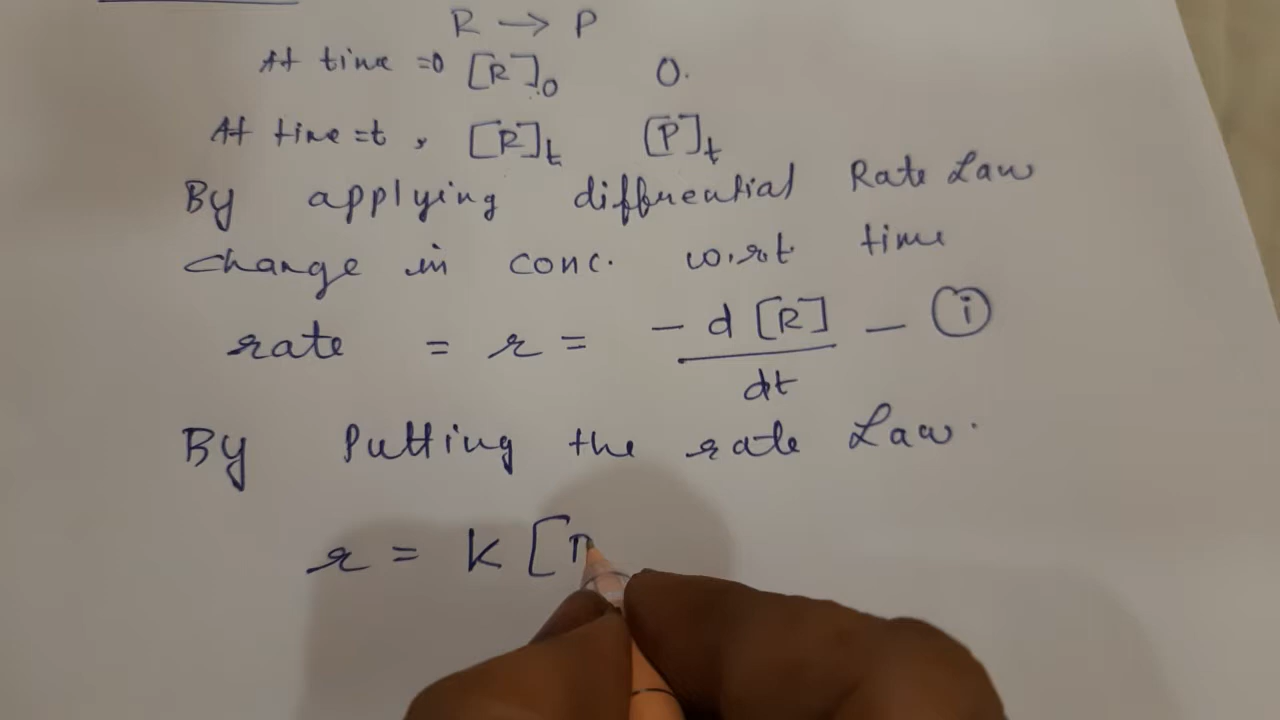 R → P
At time =0 [R]₀ 0.
At time =t, [R]t [P]t
By applying differential Rate Law
change in conc. w.r.t time
rate = r = - d [R] / dt - (i)
By Putting the rate Law.
r = k [R